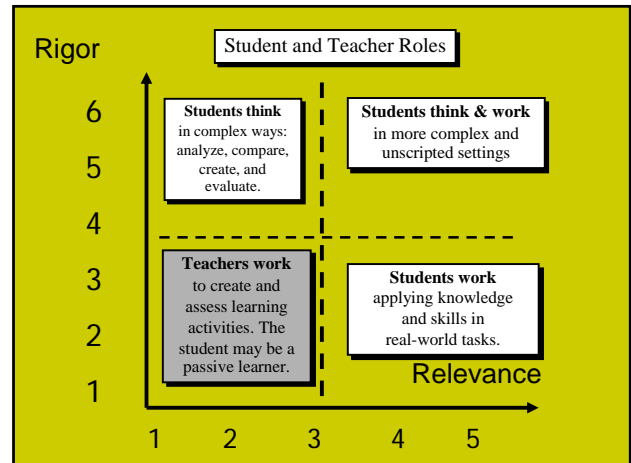 Rigor
Student and Teacher Roles
6
5
4
3
2
1
Students think
in complex ways:
analyze, compare,
create, and
evaluate.
Students think & work
in more complex and
unscripted settings
Teachers work
to create and
assess learning
activities. The
student may be a
passive learner.
Students work
applying knowledge
and skills in
real-world tasks.
Relevance
1 2 3 4 5